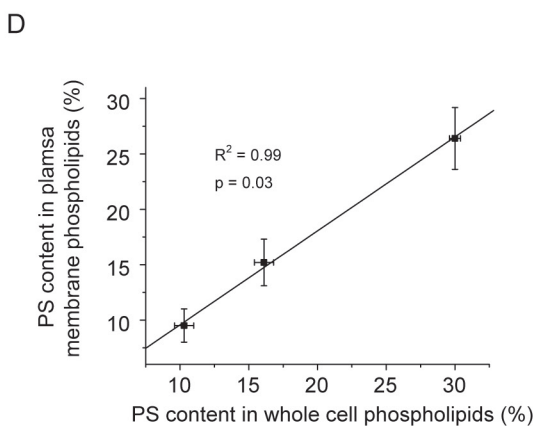 D
PS content in plamsa
membrane phospholipids (%)
30
25
20
15
10
R² = 0.99
p = 0.03
10 15 20 25 30
PS content in whole cell phospholipids (%)